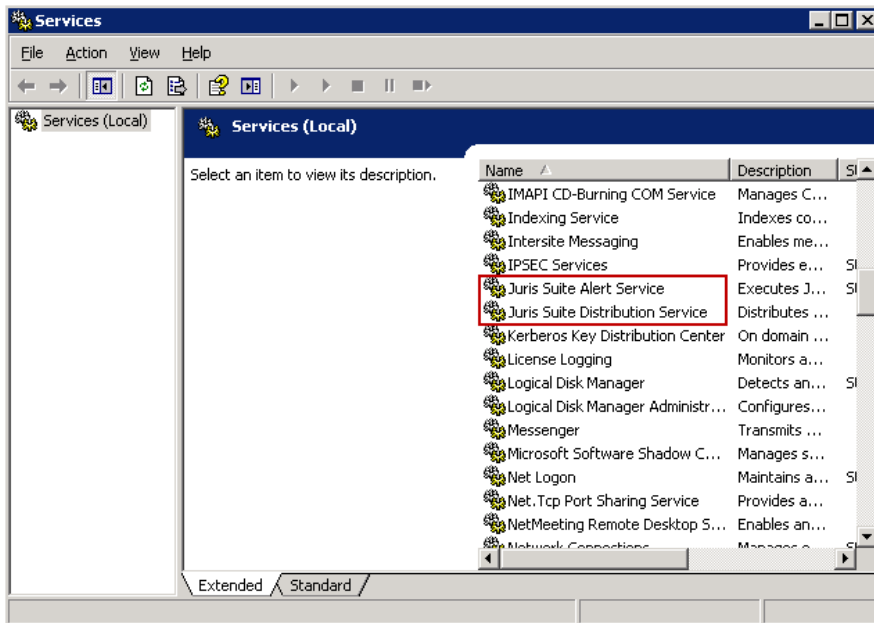 Services
File Action View Help
Services (Local)
Services (Local)
Select an item to view its description.
Name Description
IMAPI CD-Burning COM Service Manages C...
Indexing Service Indexes co...
Intersite Messaging Enables me...
IPSEC Services Provides e...
Juris Suite Alert Service Executes J...
Juris Suite Distribution Service Distributes ...
Kerberos Key Distribution Center On domain ...
License Logging Monitors a...
Logical Disk Manager Detects an...
Logical Disk Manager Administr... Configures...
Messenger Transmits ...
Microsoft Software Shadow C... Manages s...
Net Logon Maintains a...
Net.Tcp Port Sharing Service Provides a...
NetMeeting Remote Desktop S... Enables an...
Network Connections Manages o...
Extended Standard